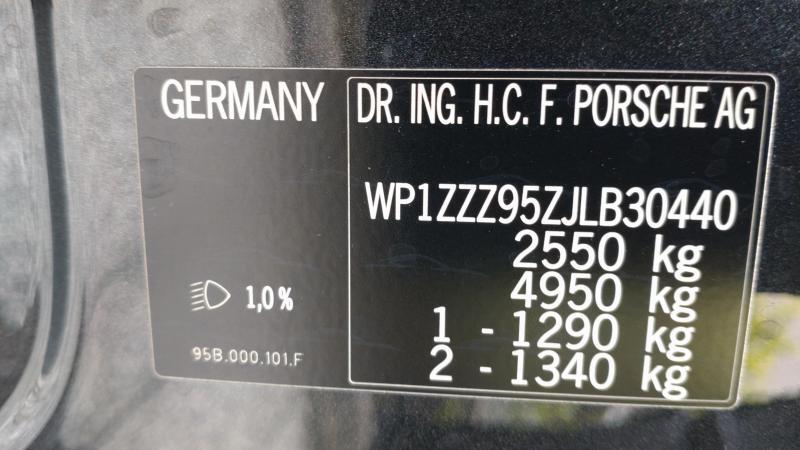 GERMANY
1,0%
95B.000.101.F
DR. ING. H.C. F. PORSCHE AG
WP1ZZZ95ZJLB30440
2550 kg
4950 kg
1 - 1290 kg
2 - 1340 kg